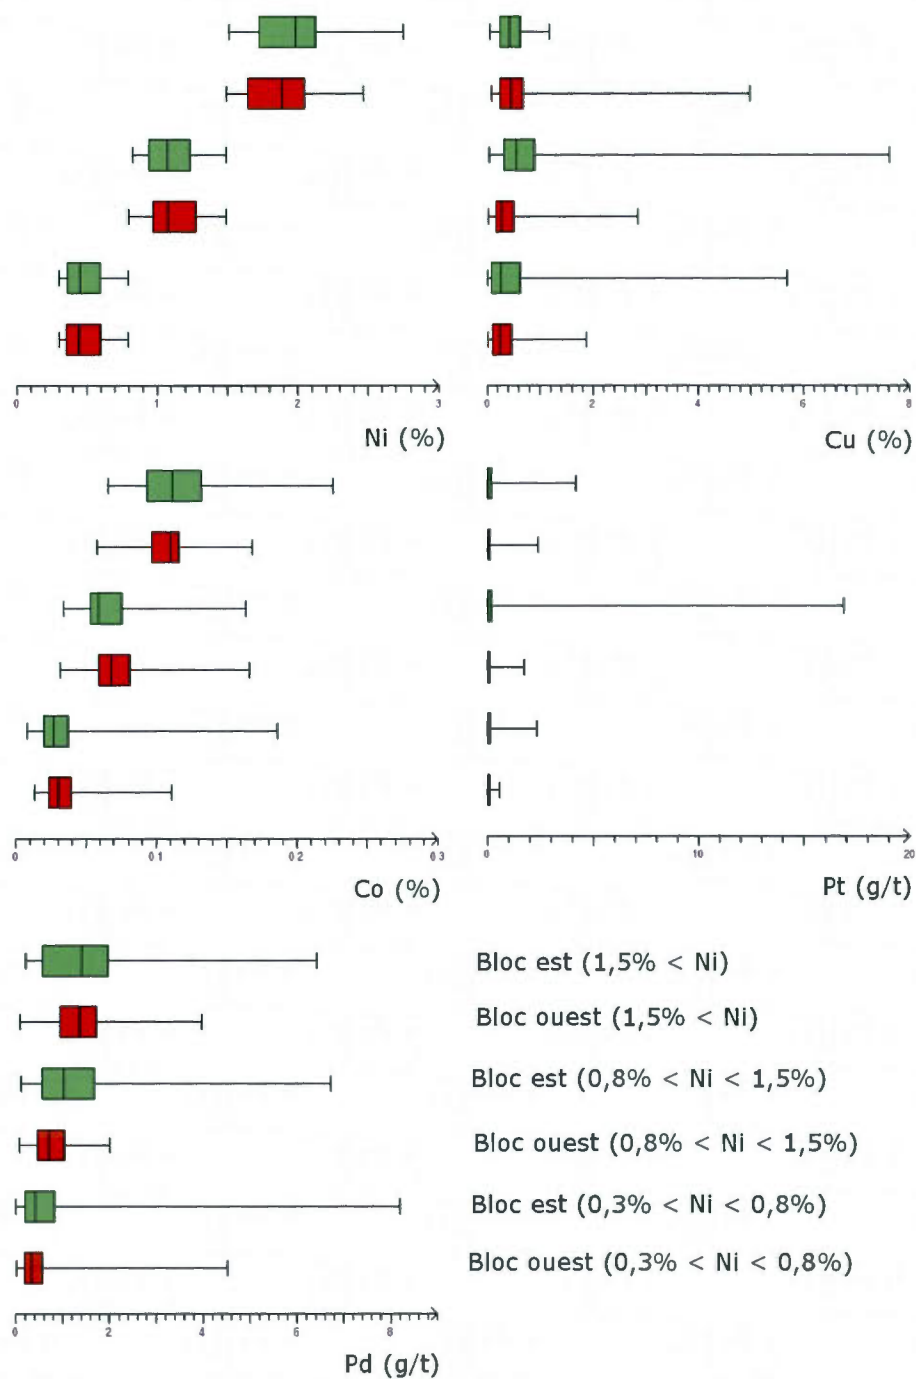 0 1 2 3
Ni (%)
0 2 4 6 8
Cu (%)
0 0 1 0 2 0 3
Co (%)
0 10 20
Pt (g/t)
Bloc est (1,5% < Ni)
Bloc ouest (1,5% < Ni)
Bloc est (0,8% < Ni < 1,5%)
Bloc ouest (0,8% < Ni < 1,5%)
Bloc est (0,3% < Ni < 0,8%)
Bloc ouest (0,3% < Ni < 0,8%)
0 2 4 6 8
Pd (g/t)